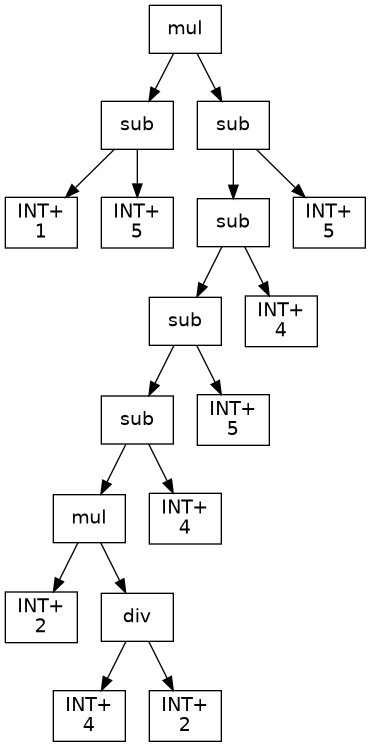 mul
sub
sub
INT+
1
INT+
5
sub
INT+
5
sub
INT+
4
sub
INT+
5
mul
INT+
4
INT+
2
div
INT+
4
INT+
2